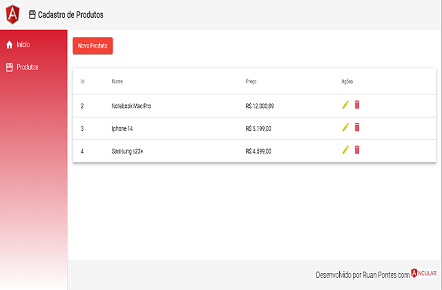 Cadastro de Produtos
Início
Produtos
Novo Produto
Id Nome Preço Ações
2 Notebook MacPro R$ 12.000,89
3 Iphone 14 R$ 5.199,00
4 Samsung s23+ R$ 4.599,00
Desenvolvido por Ruan Pontes com ANGULAR